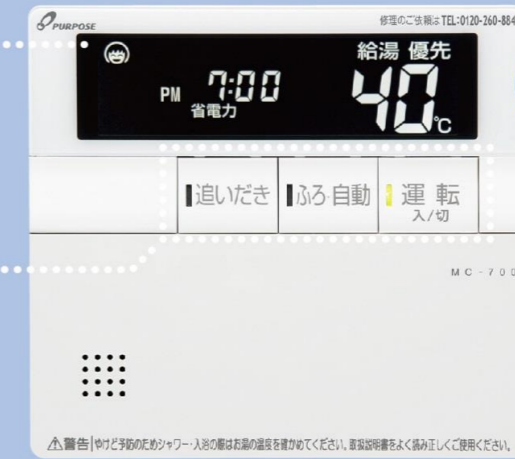 PURPOSE
修理のご依頼は TEL:0120-260-884
給湯 優先
PM 7:00
40℃
省電力
追いだき
ふろ自動
運転
入/切
MC-700
⚠警告 やけど予防のためシャワー・入浴の際はお湯の温度を確かめてください。取扱説明書をよく読み正しくご使用ください。